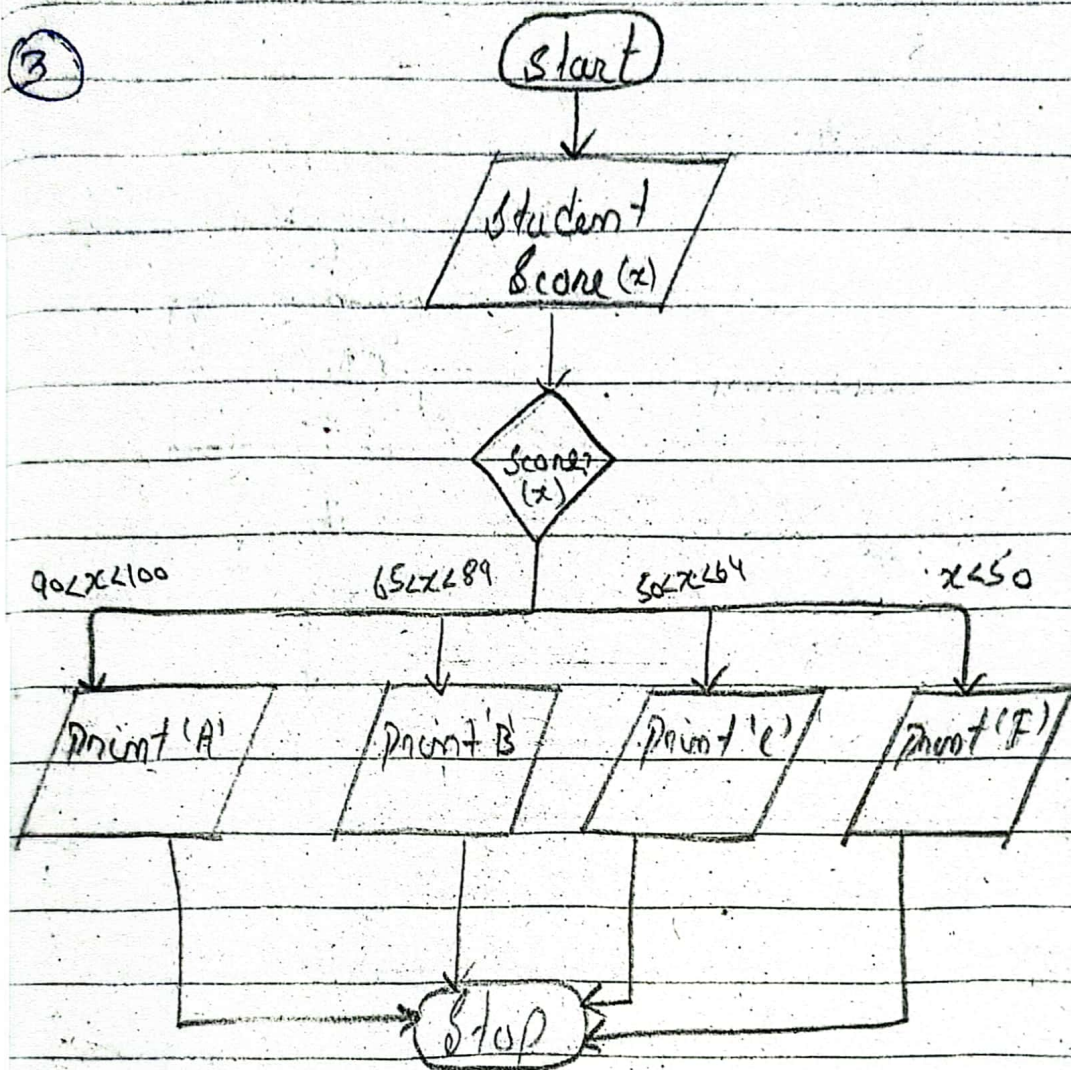 3
Start
Student
Score (x)
Score?
(x)
90<x<100
65<x<89
50<x<64
x<50
Print 'A'
Print 'B'
Print 'C'
Print 'F'
Stop